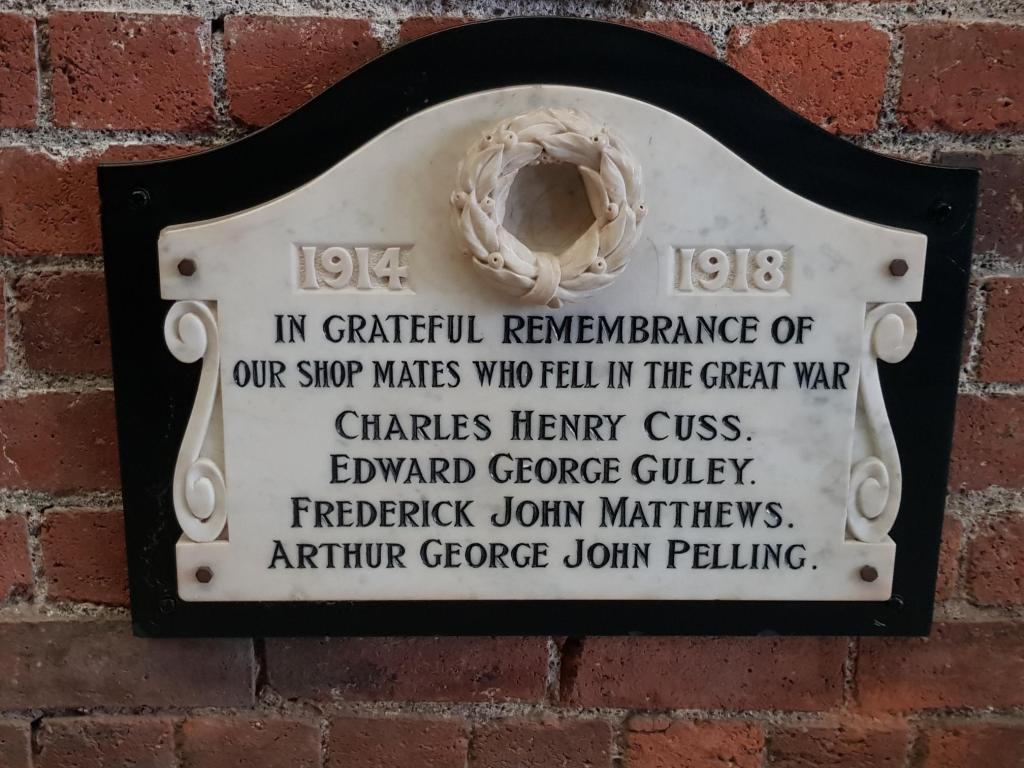 1914 1918
IN GRATEFUL REMEMBRANCE OF
OUR SHOP MATES WHO FELL IN THE GREAT WAR
CHARLES HENRY CUSS.
EDWARD GEORGE GULEY.
FREDERICK JOHN MATTHEWS.
ARTHUR GEORGE JOHN PELLING.